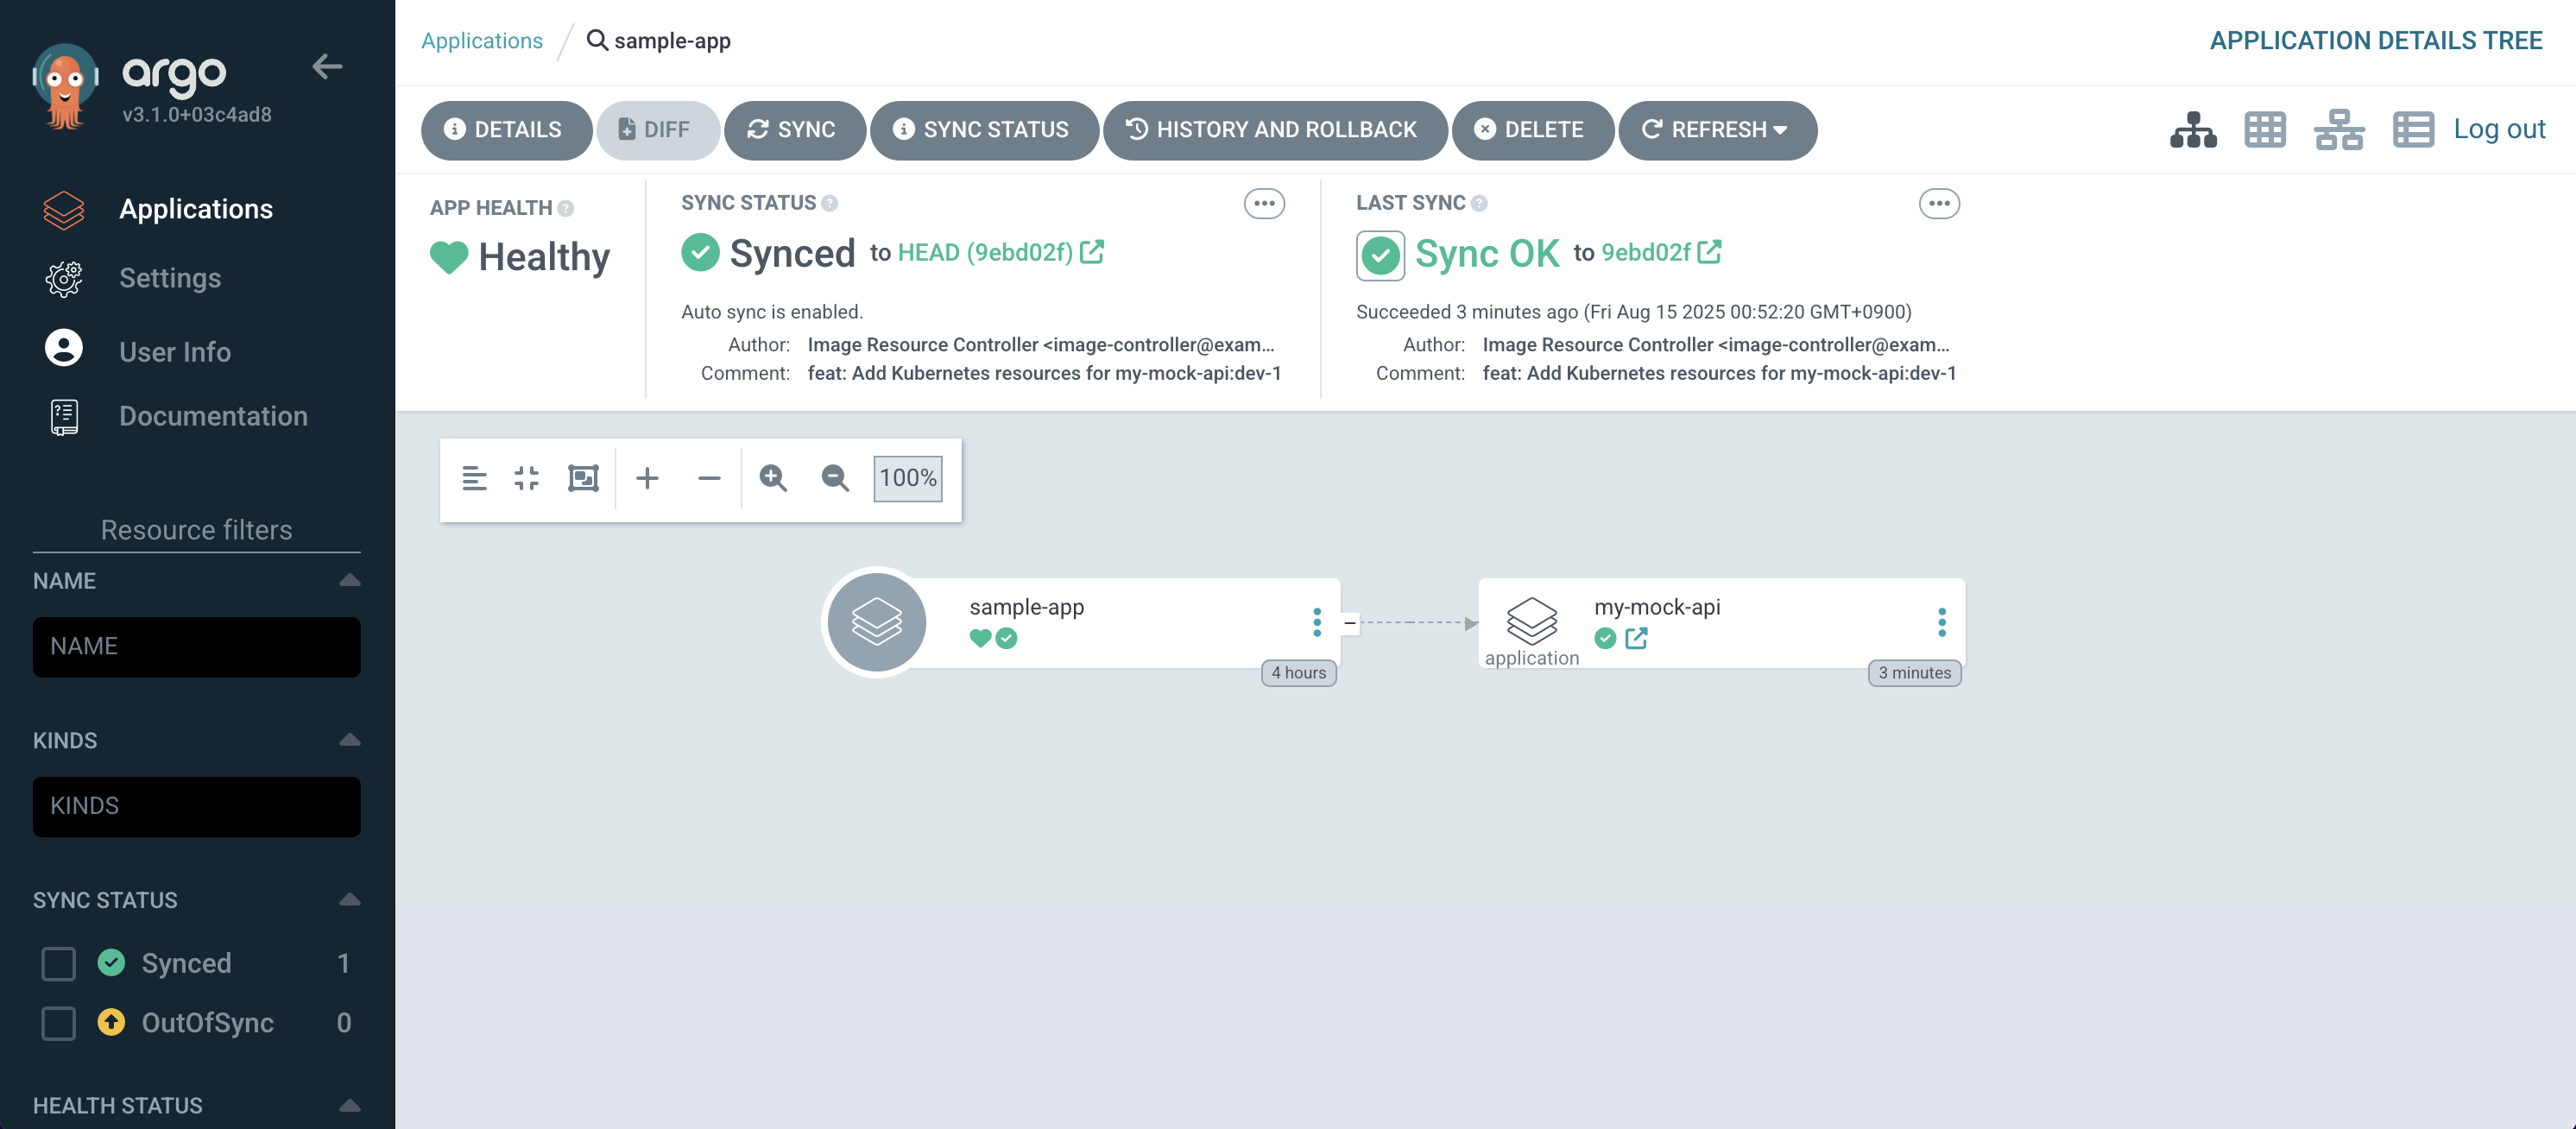 argo
v3.1.0+03c4ad8
Applications
Settings
User Info
Documentation
Resource filters
NAME
NAME
KINDS
KINDS
SYNC STATUS
Synced 1
OutOfSync 0
HEALTH STATUS
Applications / sample-app
APPLICATION DETAILS TREE
DETAILS DIFF SYNC SYNC STATUS HISTORY AND ROLLBACK DELETE REFRESH
Log out
APP HEALTH
Healthy
SYNC STATUS
Synced to HEAD (9ebd02f)
Auto sync is enabled.
Author: Image Resource Controller <image-controller@exam...
Comment: feat: Add Kubernetes resources for my-mock-api:dev-1
LAST SYNC
Sync OK to 9ebd02f
Succeeded 3 minutes ago (Fri Aug 15 2025 00:52:20 GMT+0900)
Author: Image Resource Controller <image-controller@exam...
Comment: feat: Add Kubernetes resources for my-mock-api:dev-1
100%
sample-app
4 hours
my-mock-api
application
3 minutes